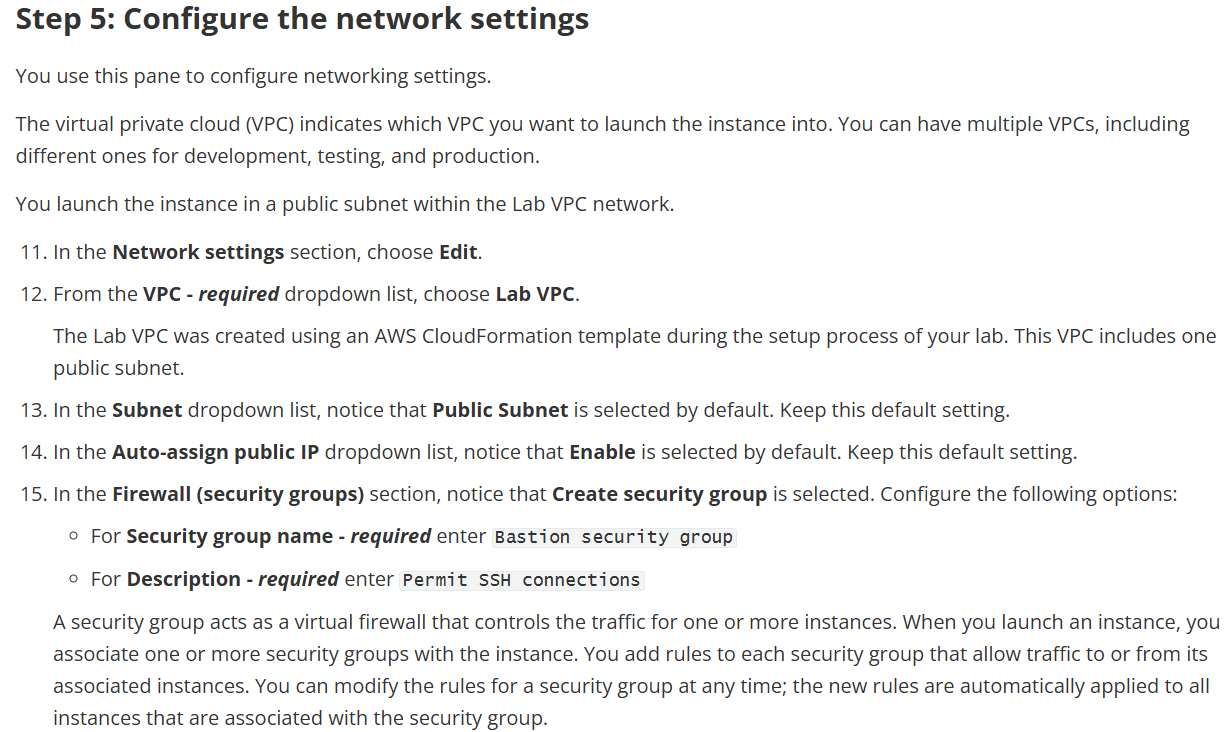 Step 5: Configure the network settings
You use this pane to configure networking settings.
The virtual private cloud (VPC) indicates which VPC you want to launch the instance into. You can have multiple VPCs, including
different ones for development, testing, and production.
You launch the instance in a public subnet within the Lab VPC network.
11. In the Network settings section, choose Edit.
12. From the VPC - required dropdown list, choose Lab VPC.
The Lab VPC was created using an AWS CloudFormation template during the setup process of your lab. This VPC includes one
public subnet.
13. In the Subnet dropdown list, notice that Public Subnet is selected by default. Keep this default setting.
14. In the Auto-assign public IP dropdown list, notice that Enable is selected by default. Keep this default setting.
15. In the Firewall (security groups) section, notice that Create security group is selected. Configure the following options:
◦ For Security group name - required enter Bastion security group
◦ For Description - required enter Permit SSH connections
A security group acts as a virtual firewall that controls the traffic for one or more instances. When you launch an instance, you
associate one or more security groups with the instance. You add rules to each security group that allow traffic to or from its
associated instances. You can modify the rules for a security group at any time; the new rules are automatically applied to all
instances that are associated with the security group.